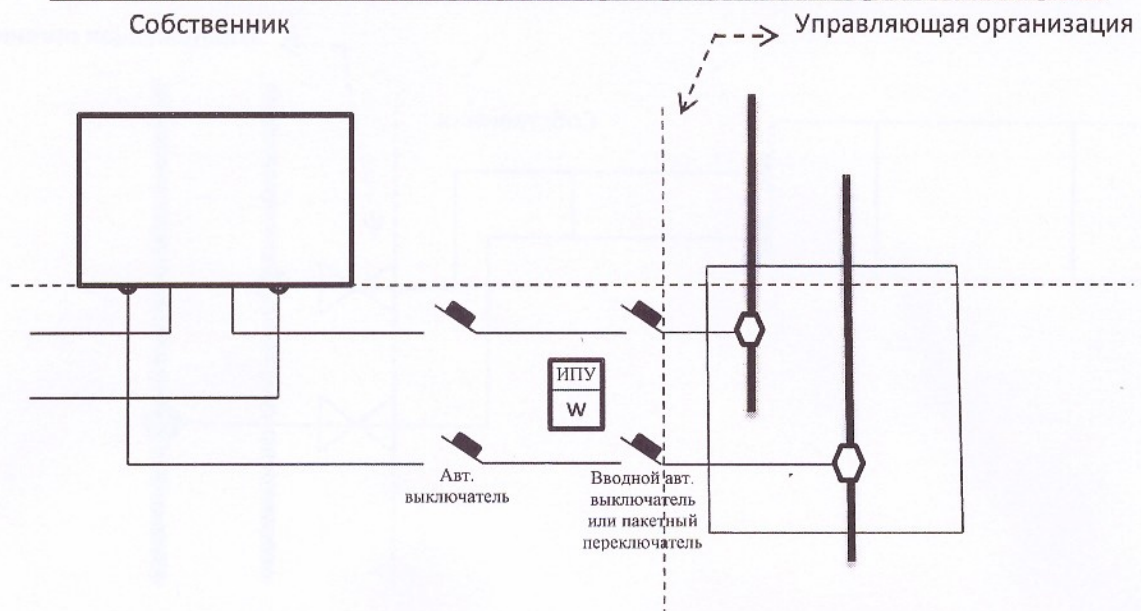 Собственник
Управляющая организация
ИПУ
W
Авт.
выключатель
Вводной авт.
выключатель
или пакетный
переключатель